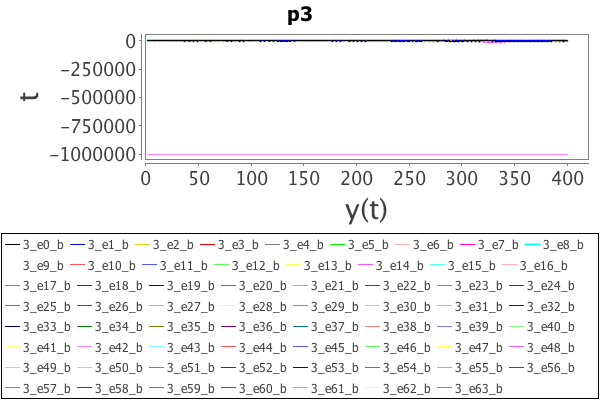 p3
t
0
−250000
−500000
−750000
−1000000
0 50 100 150 200 250 300 350 400
y(t)
3_e0_b 3_e1_b 3_e2_b 3_e3_b 3_e4_b 3_e5_b 3_e6_b 3_e7_b 3_e8_b
3_e9_b 3_e10_b 3_e11_b 3_e12_b 3_e13_b 3_e14_b 3_e15_b 3_e16_b
3_e17_b 3_e18_b 3_e19_b 3_e20_b 3_e21_b 3_e22_b 3_e23_b 3_e24_b
3_e25_b 3_e26_b 3_e27_b 3_e28_b 3_e29_b 3_e30_b 3_e31_b 3_e32_b
3_e33_b 3_e34_b 3_e35_b 3_e36_b 3_e37_b 3_e38_b 3_e39_b 3_e40_b
3_e41_b 3_e42_b 3_e43_b 3_e44_b 3_e45_b 3_e46_b 3_e47_b 3_e48_b
3_e49_b 3_e50_b 3_e51_b 3_e52_b 3_e53_b 3_e54_b 3_e55_b 3_e56_b
3_e57_b 3_e58_b 3_e59_b 3_e60_b 3_e61_b 3_e62_b 3_e63_b